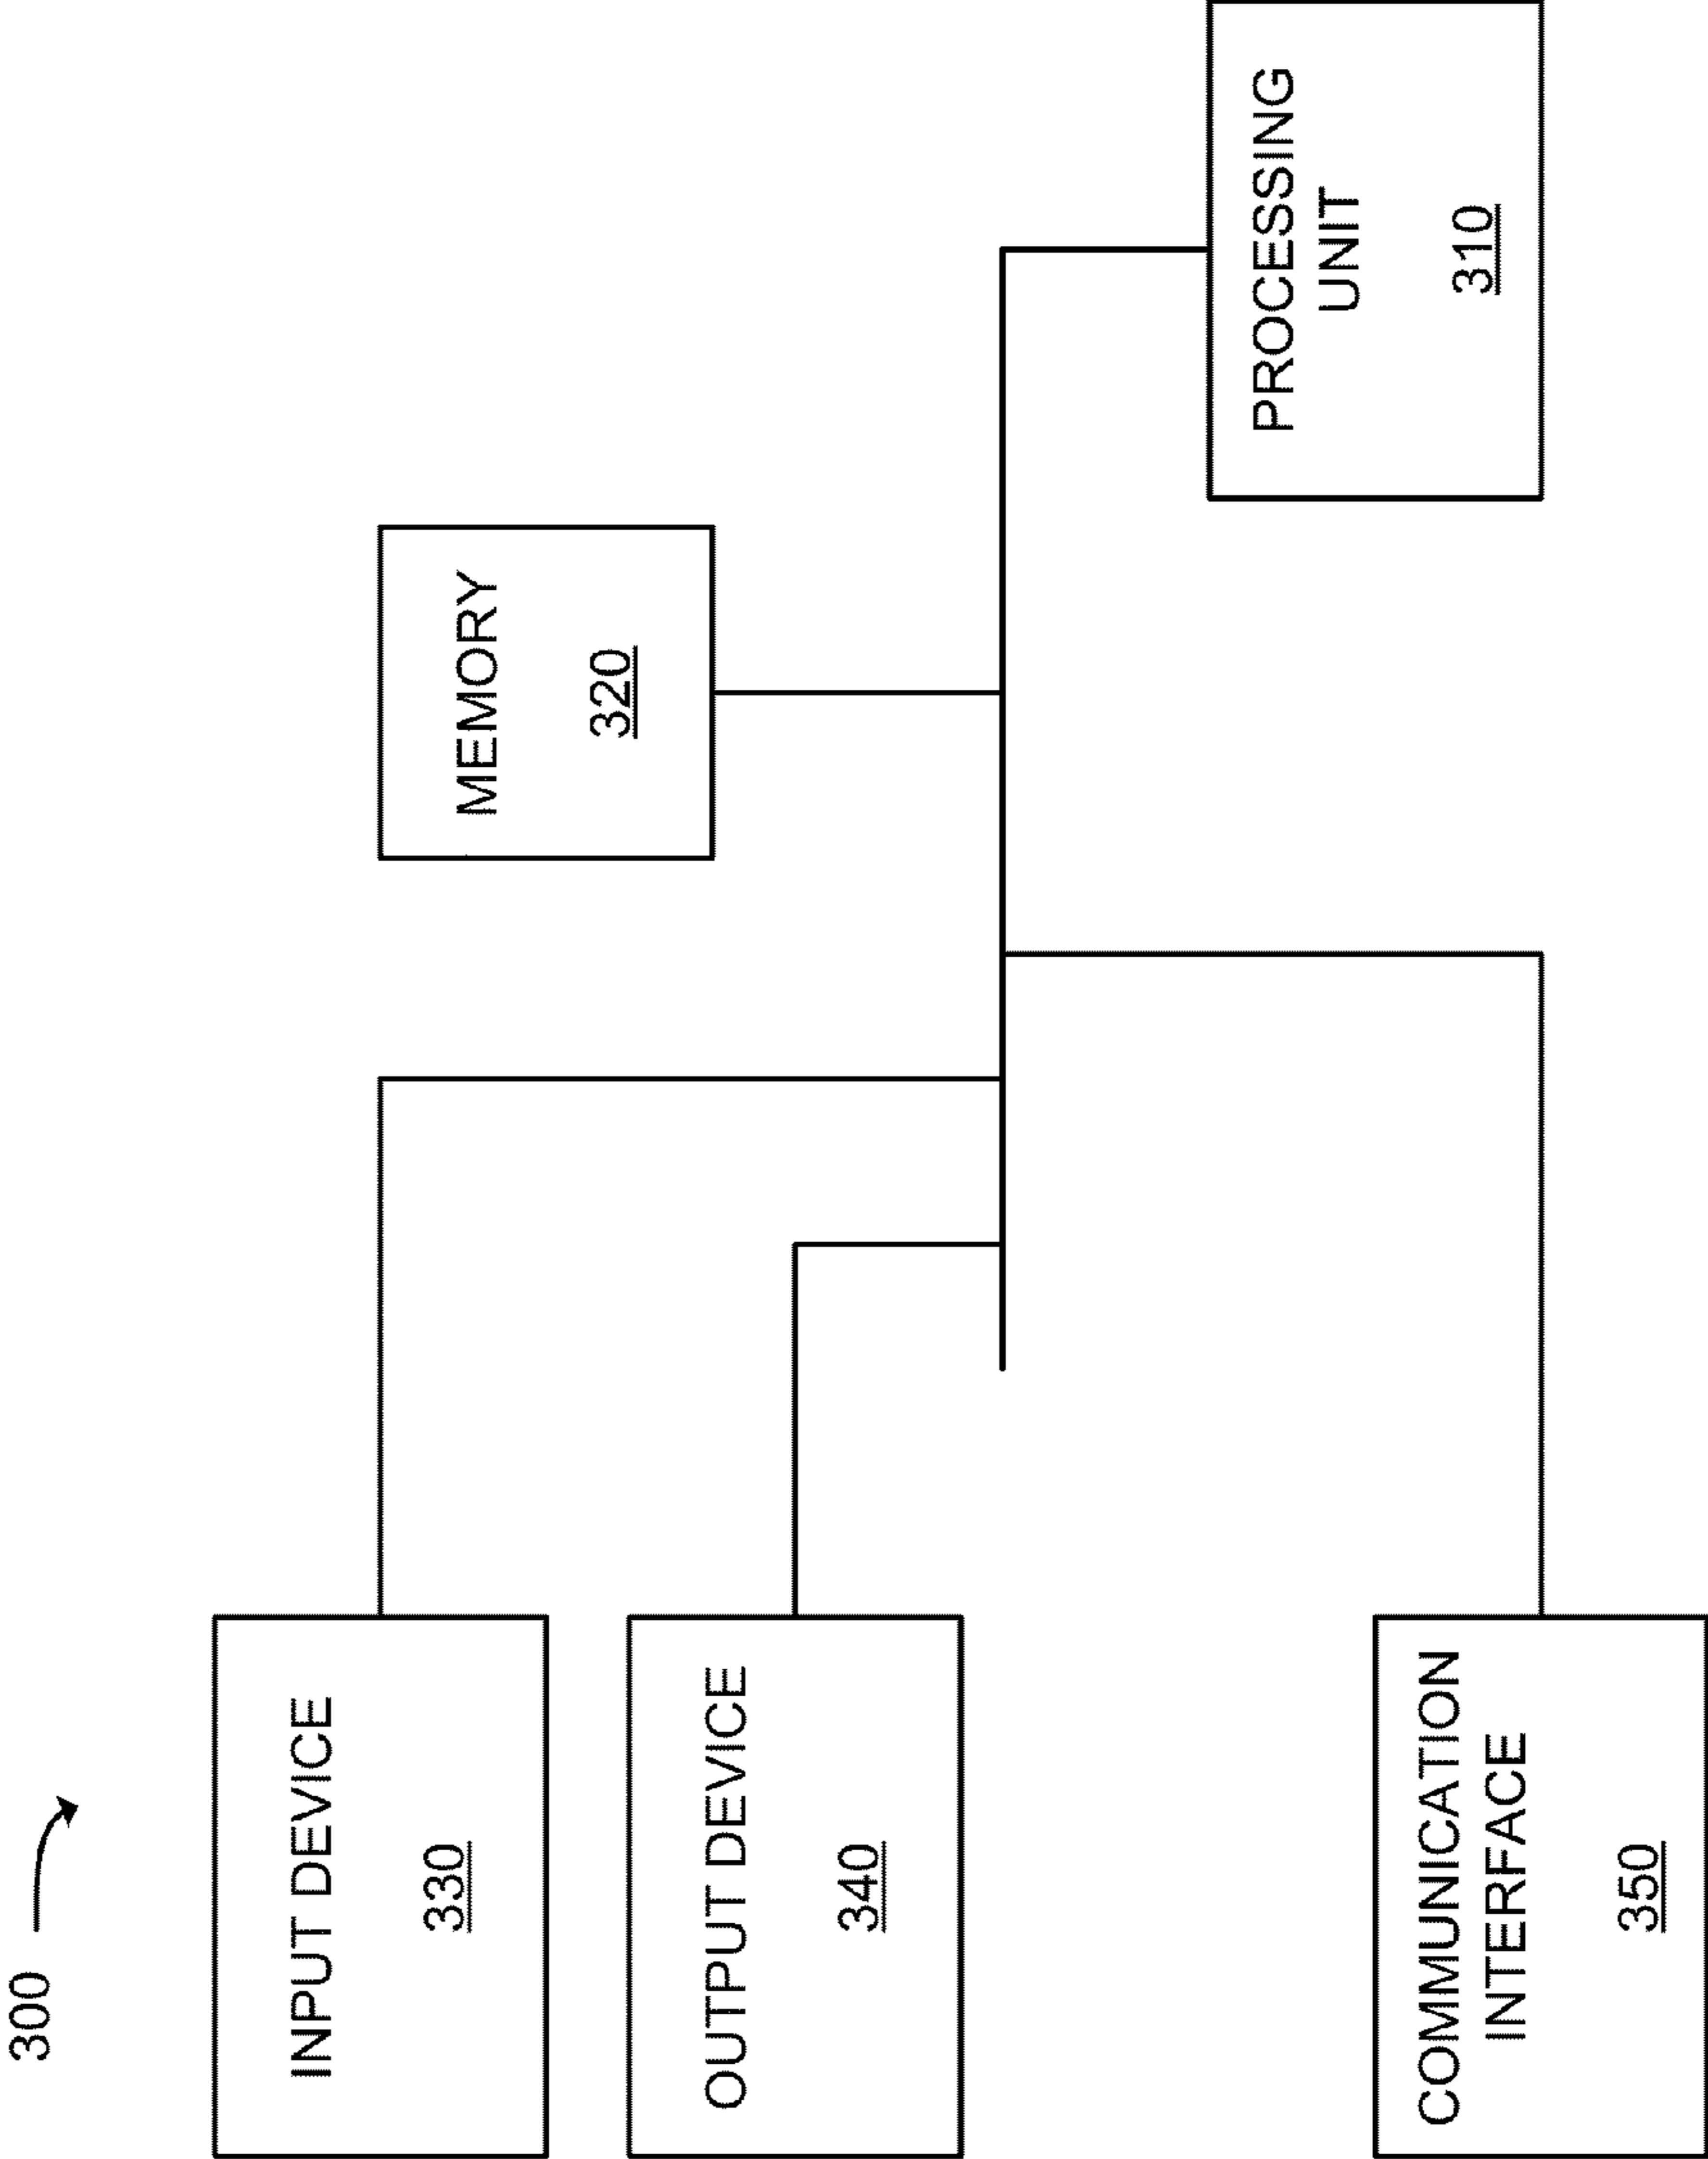 300
INPUT DEVICE
330
OUTPUT DEVICE
340
COMMUNICATION
INTERFACE
350
MEMORY
320
PROCESSING
UNIT
310